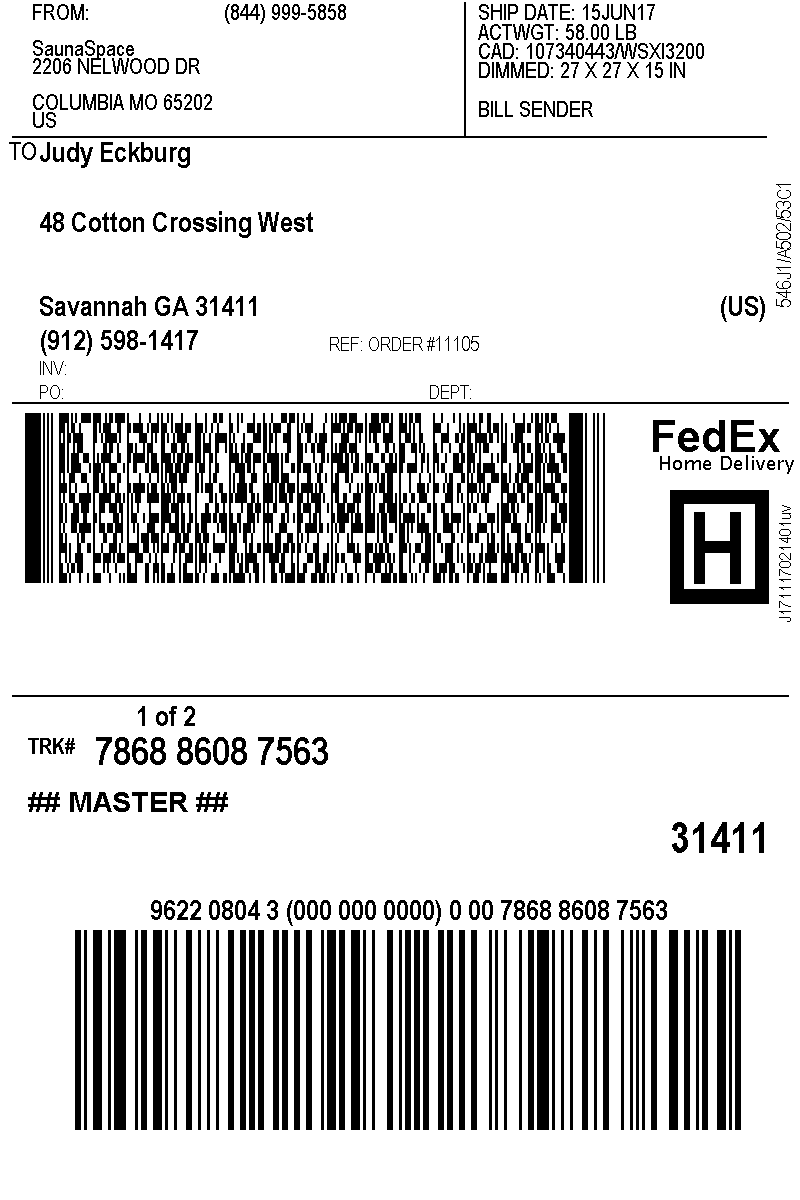 FROM: (844) 999-5858
SaunaSpace
2206 NELWOOD DR
COLUMBIA MO 65202
US
SHIP DATE: 15JUN17
ACTWGT: 58.00 LB
CAD: 107340443/WSXI3200
DIMMED: 27 X 27 X 15 IN
BILL SENDER
TO Judy Eckburg
48 Cotton Crossing West
Savannah GA 31411 (US)
(912) 598-1417 REF: ORDER #11105
INV:
PO: DEPT:
546J1/A502/53C1
FedEx
Home Delivery
H
J171117021401uv
1 of 2
TRK# 7868 8608 7563
## MASTER ##
31411
9622 0804 3 (000 000 0000) 0 00 7868 8608 7563